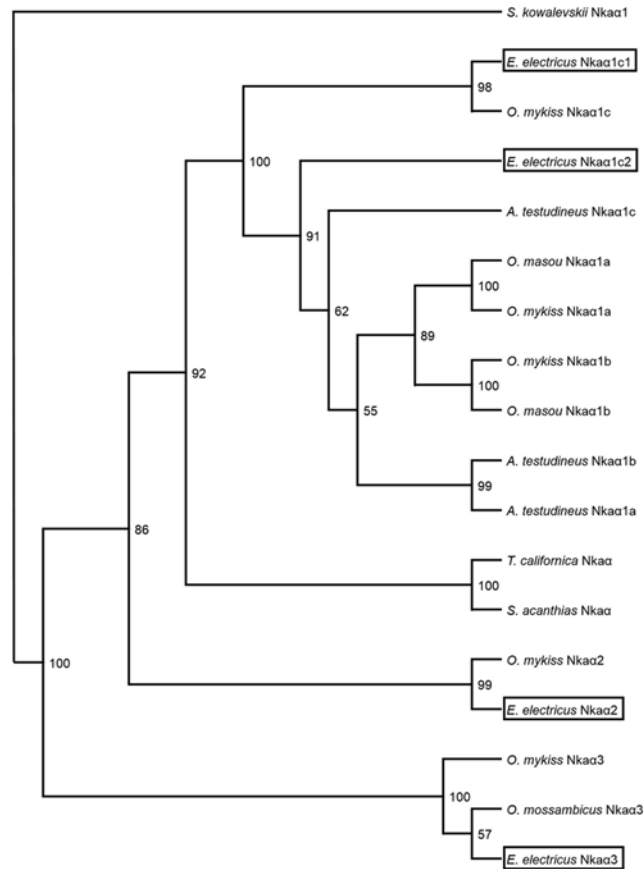 S. kowalevskii Nkaα1
E. electricus Nkaα1c1
98
O. mykiss Nkaα1c
100
E. electricus Nkaα1c2
91
A. testudineus Nkaα1c
O. masou Nkaα1a
100
62
O. mykiss Nkaα1a
89
O. mykiss Nkaα1b
92
100
55
O. masou Nkaα1b
A. testudineus Nkaα1b
99
A. testudineus Nkaα1a
86
T. californica Nkaα
100
S. acanthias Nkaα
100
O. mykiss Nkaα2
99
E. electricus Nkaα2
O. mykiss Nkaα3
100
O. mossambicus Nkaα3
57
E. electricus Nkaα3